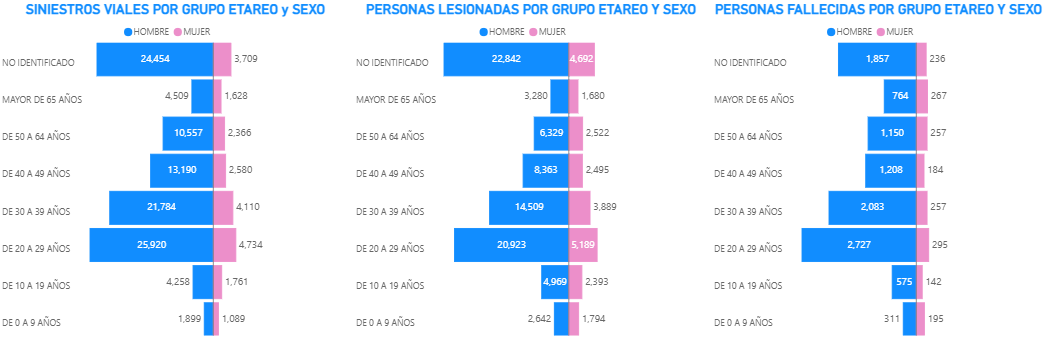 SINIESTROS VIALES POR GRUPO ETAREO y SEXO
HOMBRE MUJER
NO IDENTIFICADO 24,454 3,709
MAYOR DE 65 AÑOS 4,509 1,628
DE 50 A 64 AÑOS 10,557 2,366
DE 40 A 49 AÑOS 13,190 2,580
DE 30 A 39 AÑOS 21,784 4,110
DE 20 A 29 AÑOS 25,920 4,734
DE 10 A 19 AÑOS 4,258 1,761
DE 0 A 9 AÑOS 1,899 1,089
PERSONAS LESIONADAS POR GRUPO ETAREO Y SEXO
HOMBRE MUJER
NO IDENTIFICADO 22,842 4,692
MAYOR DE 65 AÑOS 3,280 1,680
DE 50 A 64 AÑOS 6,329 2,522
DE 40 A 49 AÑOS 8,363 2,495
DE 30 A 39 AÑOS 14,509 3,889
DE 20 A 29 AÑOS 20,923 5,189
DE 10 A 19 AÑOS 4,969 2,393
DE 0 A 9 AÑOS 2,642 1,794
PERSONAS FALLECIDAS POR GRUPO ETAREO Y SEXO
HOMBRE MUJER
NO IDENTIFICADO 1,857 236
MAYOR DE 65 AÑOS 764 267
DE 50 A 64 AÑOS 1,150 257
DE 40 A 49 AÑOS 1,208 184
DE 30 A 39 AÑOS 2,083 257
DE 20 A 29 AÑOS 2,727 295
DE 10 A 19 AÑOS 575 142
DE 0 A 9 AÑOS 311 195